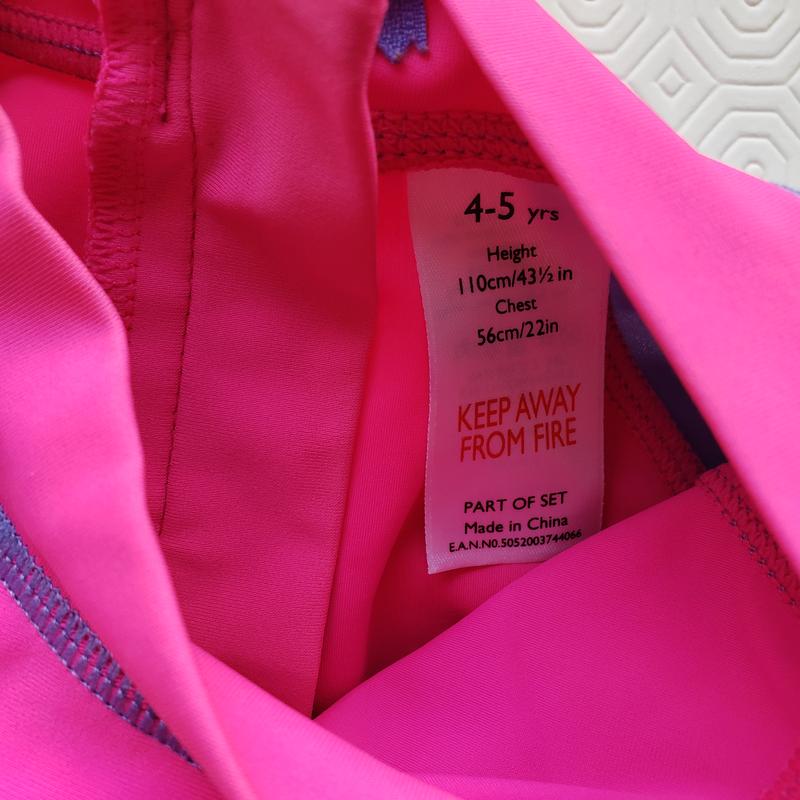 4-5 yrs
Height
110cm/43½ in
Chest
56cm/22in
KEEP AWAY
FROM FIRE
PART OF SET
Made in China
E.A.N.N0.5052003744066